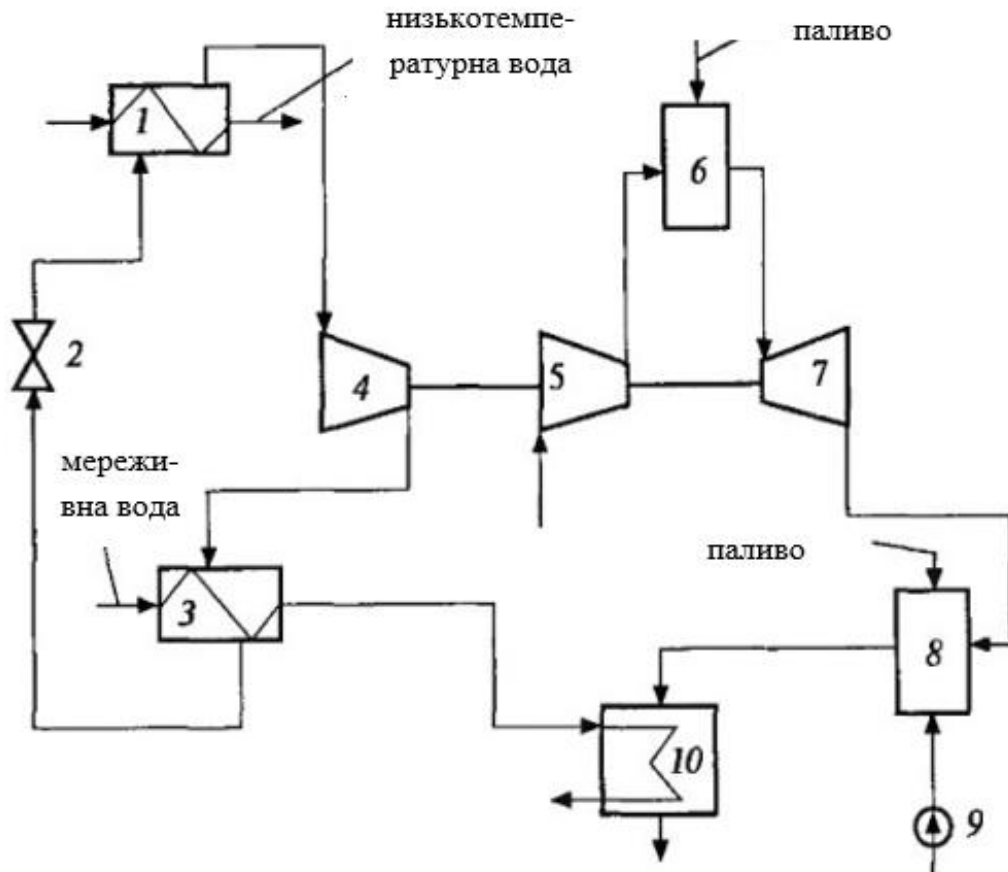 низькотемпе-
ратурна вода
паливо
1
6
2
4
5
7
мережи-
вна вода
паливо
3
8
10
9